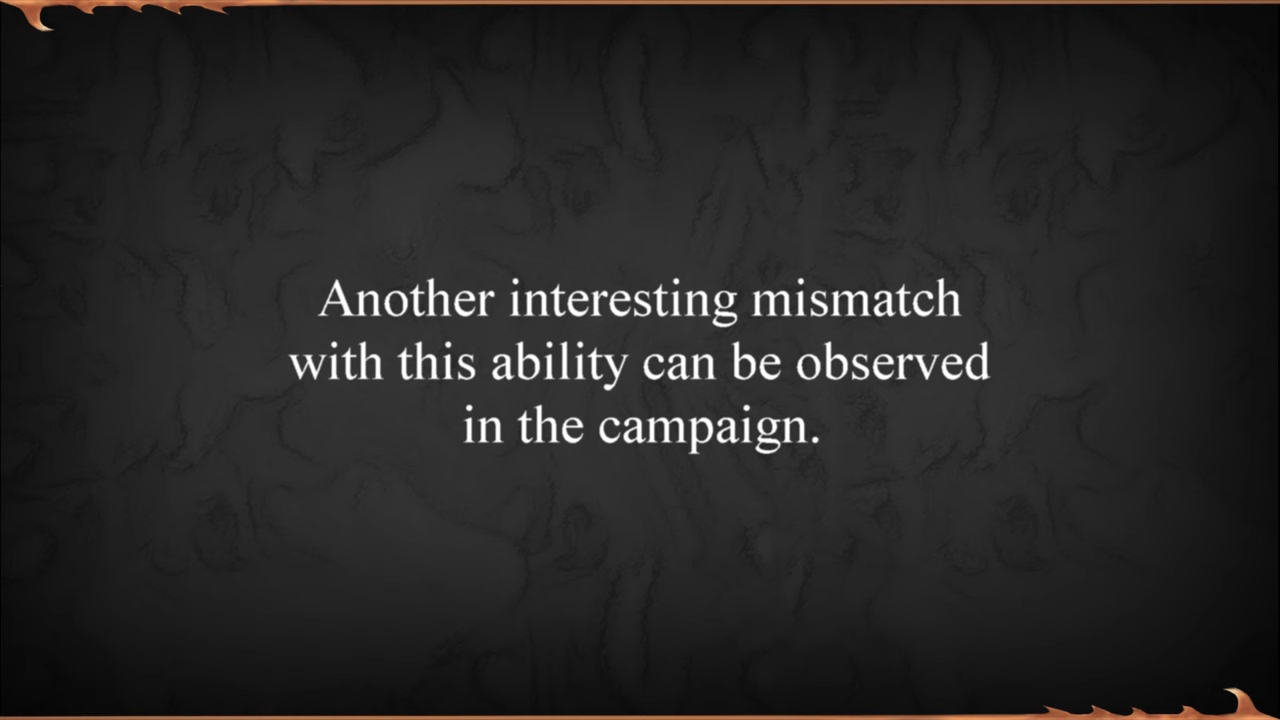 Another interesting mismatch
with this ability can be observed
in the campaign.